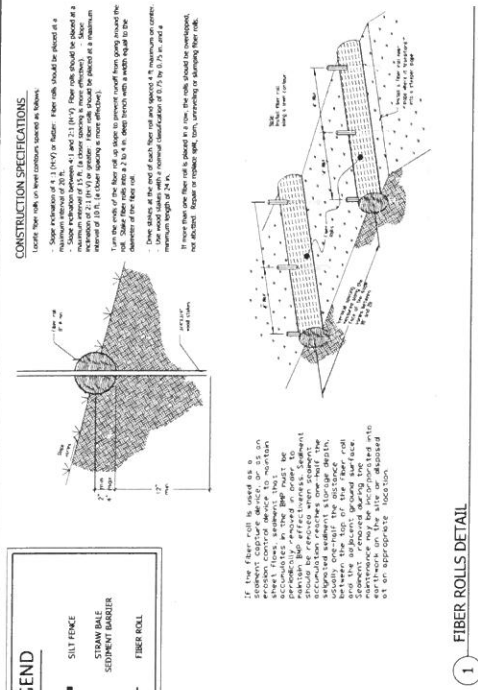 CONSTRUCTION SPECIFICATIONS
Locate fiber rolls on level contours spaced as follows:
- Slope inclination of 4:1 (H:V) or flatter: Fiber rolls should be placed at a
maximum interval of 20 ft.
- Slope inclination between 4:1 and 2:1 (H:V): Fiber rolls should be placed at a
maximum interval of 15 ft. (a closer spacing is more effective). - Slope
inclination of 2:1 (H:V) or greater: Fiber rolls should be placed at a maximum
interval of 10 ft. (a closer spacing is more effective).
Turn the ends of the fiber roll up slope to prevent runoff from going around the
roll. Stake fiber rolls into a 2 to 4 in. deep trench with a width equal to the
diameter of the fiber roll.
- Drive stakes at the end of each fiber roll and spaced 4 ft maximum on center.
- Use wood stakes with a nominal classification of 0.75 by 0.75 in. and a
minimum length of 24 in.
If more than one fiber roll is placed in a row, the rolls should be overlapped,
not abutted. Repair or replace split, torn, unraveling or slumping fiber rolls.
Fiber roll
wood stakes
12"
min
END
SILT FENCE
STRAW BALE
SEDIMENT BARRIER
FIBER ROLL
If the fiber roll is used as a
sediment capture device, or as an
erosion control device to maintain
sheet flows, sediment that
accumulates in the BMP must be
periodically removed in order to
maintain BMP effectiveness. Sediment
should be removed when sediment
accumulation reaches one-half the
designated sediment storage depth,
usually one-half the distance
between the top of the fiber roll
and the adjacent ground surface.
Sediment removed during the
maintenance may be incorporated into
earthwork on the site or disposed
at an appropriate location
1
FIBER ROLLS DETAIL